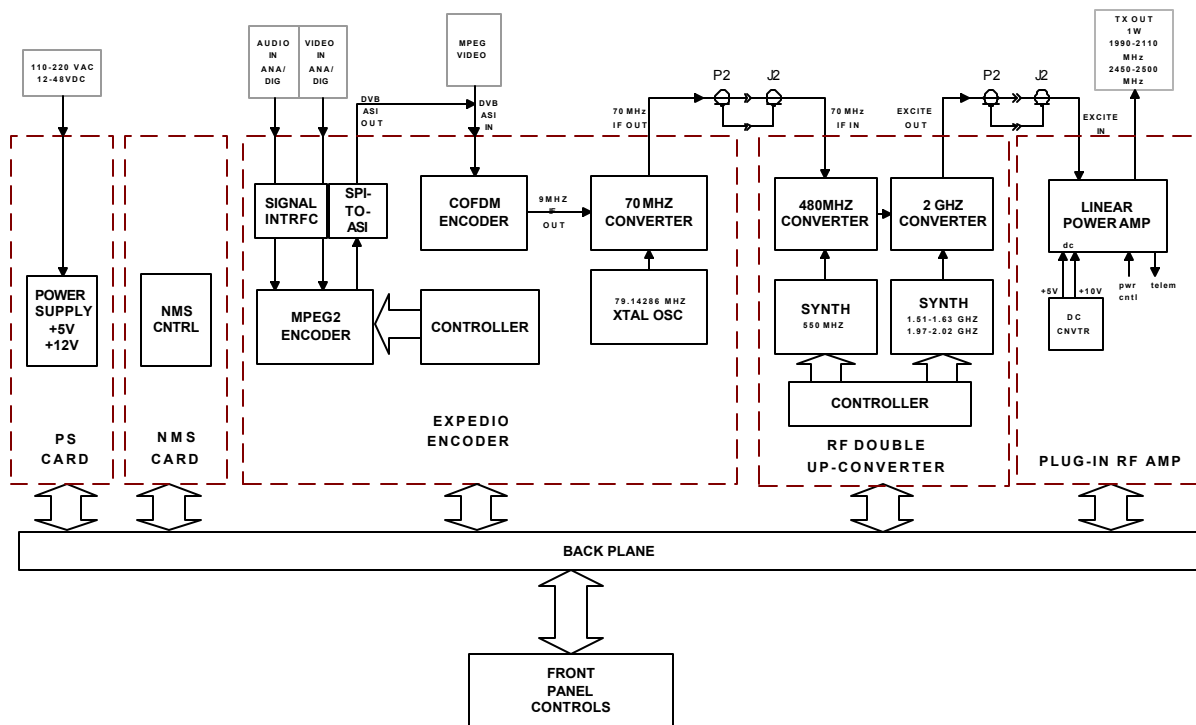 110-220 VAC
12-48VDC
AUDIO
IN
ANA/
DIG
VIDEO
IN
ANA/
DIG
MPEG
VIDEO
TX OUT
1W
1990-2110
MHz
2450-2500
MHz
DVB
ASI
OUT
DVB
ASI
IN
70 MHz
IF OUT
P2
J2
70 MHz
IF IN
EXCITE
OUT
P2
J2
EXCITE
IN
SIGNAL
INTRFC
SPI-
TO-
ASI
COFDM
ENCODER
9MHZ
IF
OUT
70 MHZ
CONVERTER
480MHZ
CONVERTER
2 GHZ
CONVERTER
LINEAR
POWER AMP
dc
+5V
+10V
pwr
cntl
telem
DC
CNVTR
POWER
SUPPLY
+5V
+12V
NMS
CNTRL
MPEG2
ENCODER
CONTROLLER
79.14286 MHZ
XTAL OSC
SYNTH
550 MHZ
SYNTH
1.51-1.63 GHZ
1.97-2.02 GHZ
CONTROLLER
PS
CARD
NMS
CARD
EXPEDIO
ENCODER
RF DOUBLE
UP-CONVERTER
PLUG-IN RF AMP
BACK PLANE
FRONT
PANEL
CONTROLS